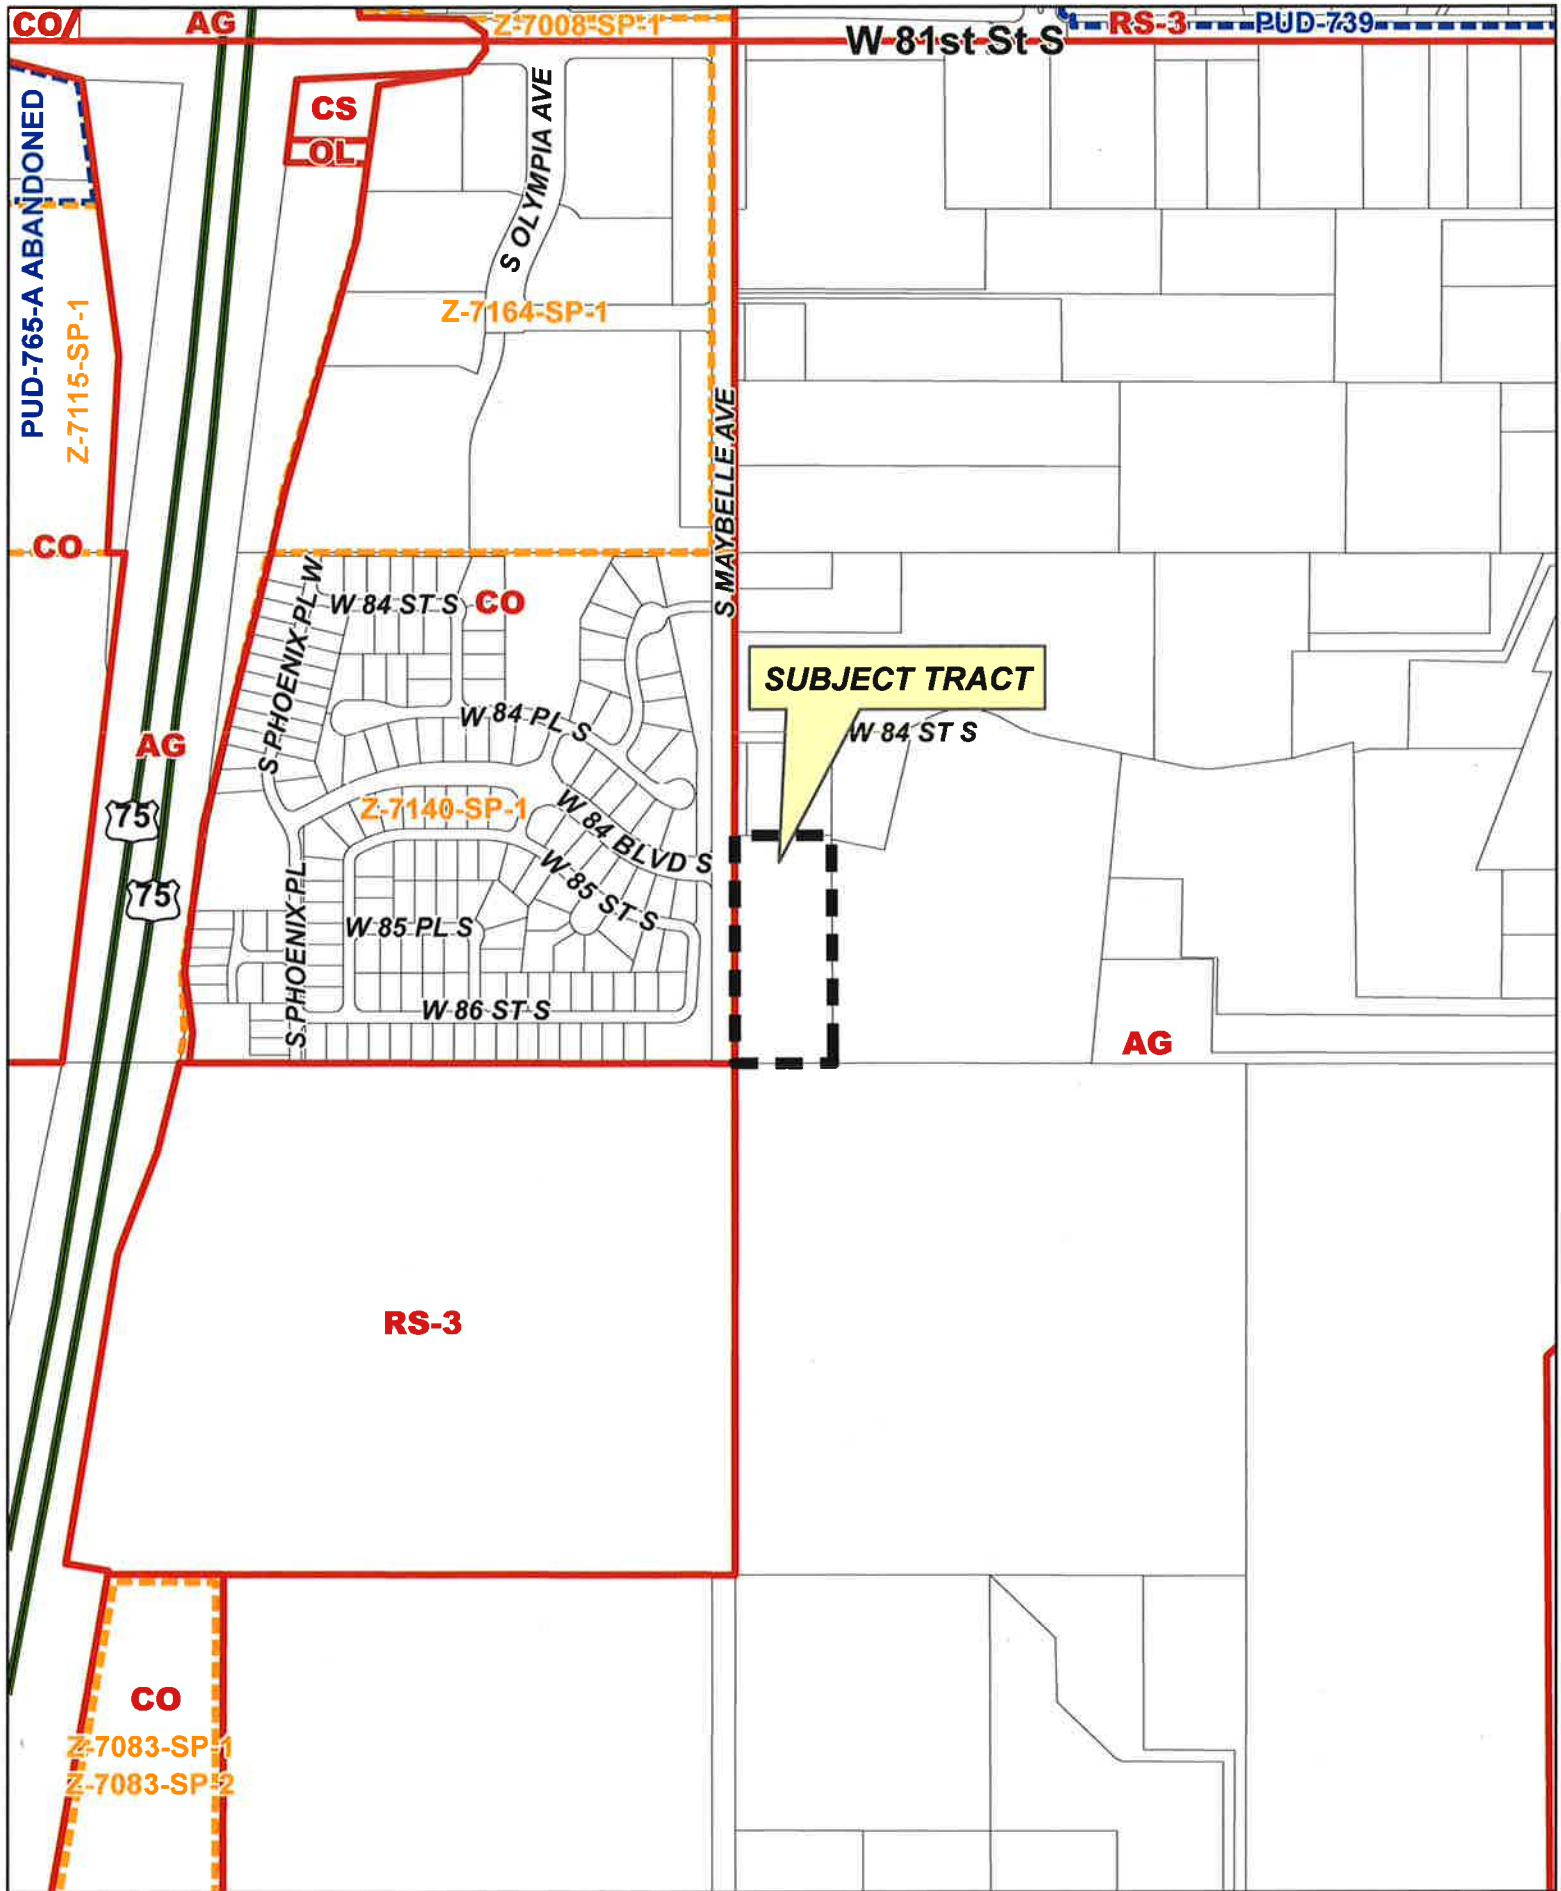 CO
AG
Z-7008-SP-1
RS-3
PUD-739
W 81st St S
CS
OL
PUD-765-A ABANDONED
Z-7115-SP-1
S OLYMPIA AVE
Z-7164-SP-1
S MAYBELLE AVE
CO
S PHOENIX PL W
W 84 ST S
CO
SUBJECT TRACT
W 84 PL S
W 84 ST S
AG
75
Z-7140-SP-1
W 84 BLVD S
75
W 85 ST S
S PHOENIX PL
W 85 PL S
W 86 ST S
AG
RS-3
CO
Z-7083-SP-1
Z-7083-SP-2